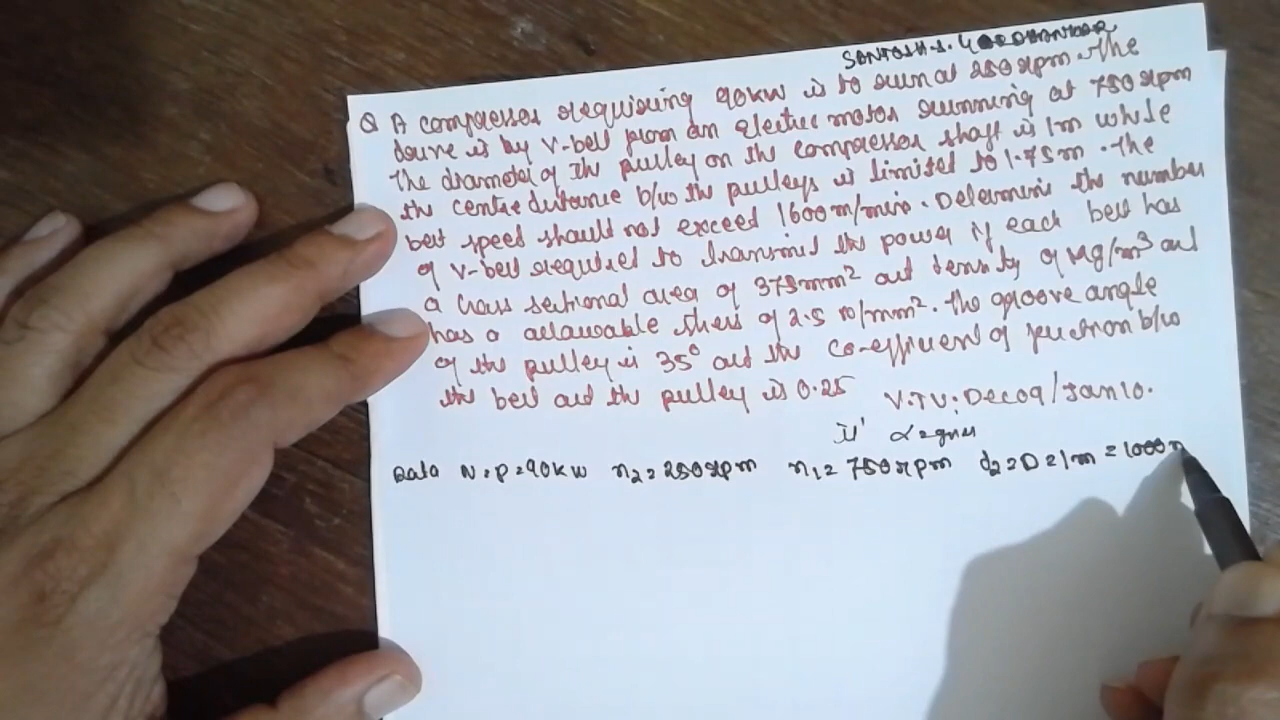 SANTOSH.S.
Q A compressor requiring 90KW is to run at 250 rpm. The
drive is by V-belt from an electric motor running at 750 rpm
The diameter of the pulley on the compressor shaft is 1m while
the centre distance b/w the pulleys is limited to 1.75m. The
belt speed should not exceed 1600m/min. Determine the number
of V-belt required to transmit the power if each belt has
a cross sectional area of 375mm² and density of Mg/m³ and
has a allowable stress of 2.5 N/mm². The groove angle
of the pulley is 35° and the co-efficient of friction b/w
the belt and the pulley is 0.25 V.T.U: Dec09/Jan10.
Data N=P=90KW n2=250rpm n1=750rpm d2=D=1m=1000